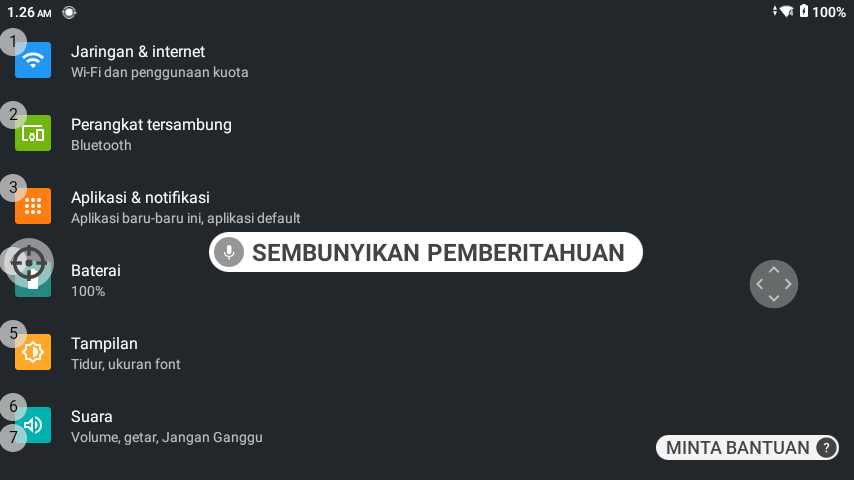 1.26 AM
100%
1
Jaringan & internet
Wi-Fi dan penggunaan kuota
2
Perangkat tersambung
Bluetooth
3
Aplikasi & notifikasi
Aplikasi baru-baru ini, aplikasi default
SEMBUNYIKAN PEMBERITAHUAN
Baterai
100%
5
Tampilan
Tidur, ukuran font
6
Suara
7
Volume, getar, Jangan Ganggu
MINTA BANTUAN ?